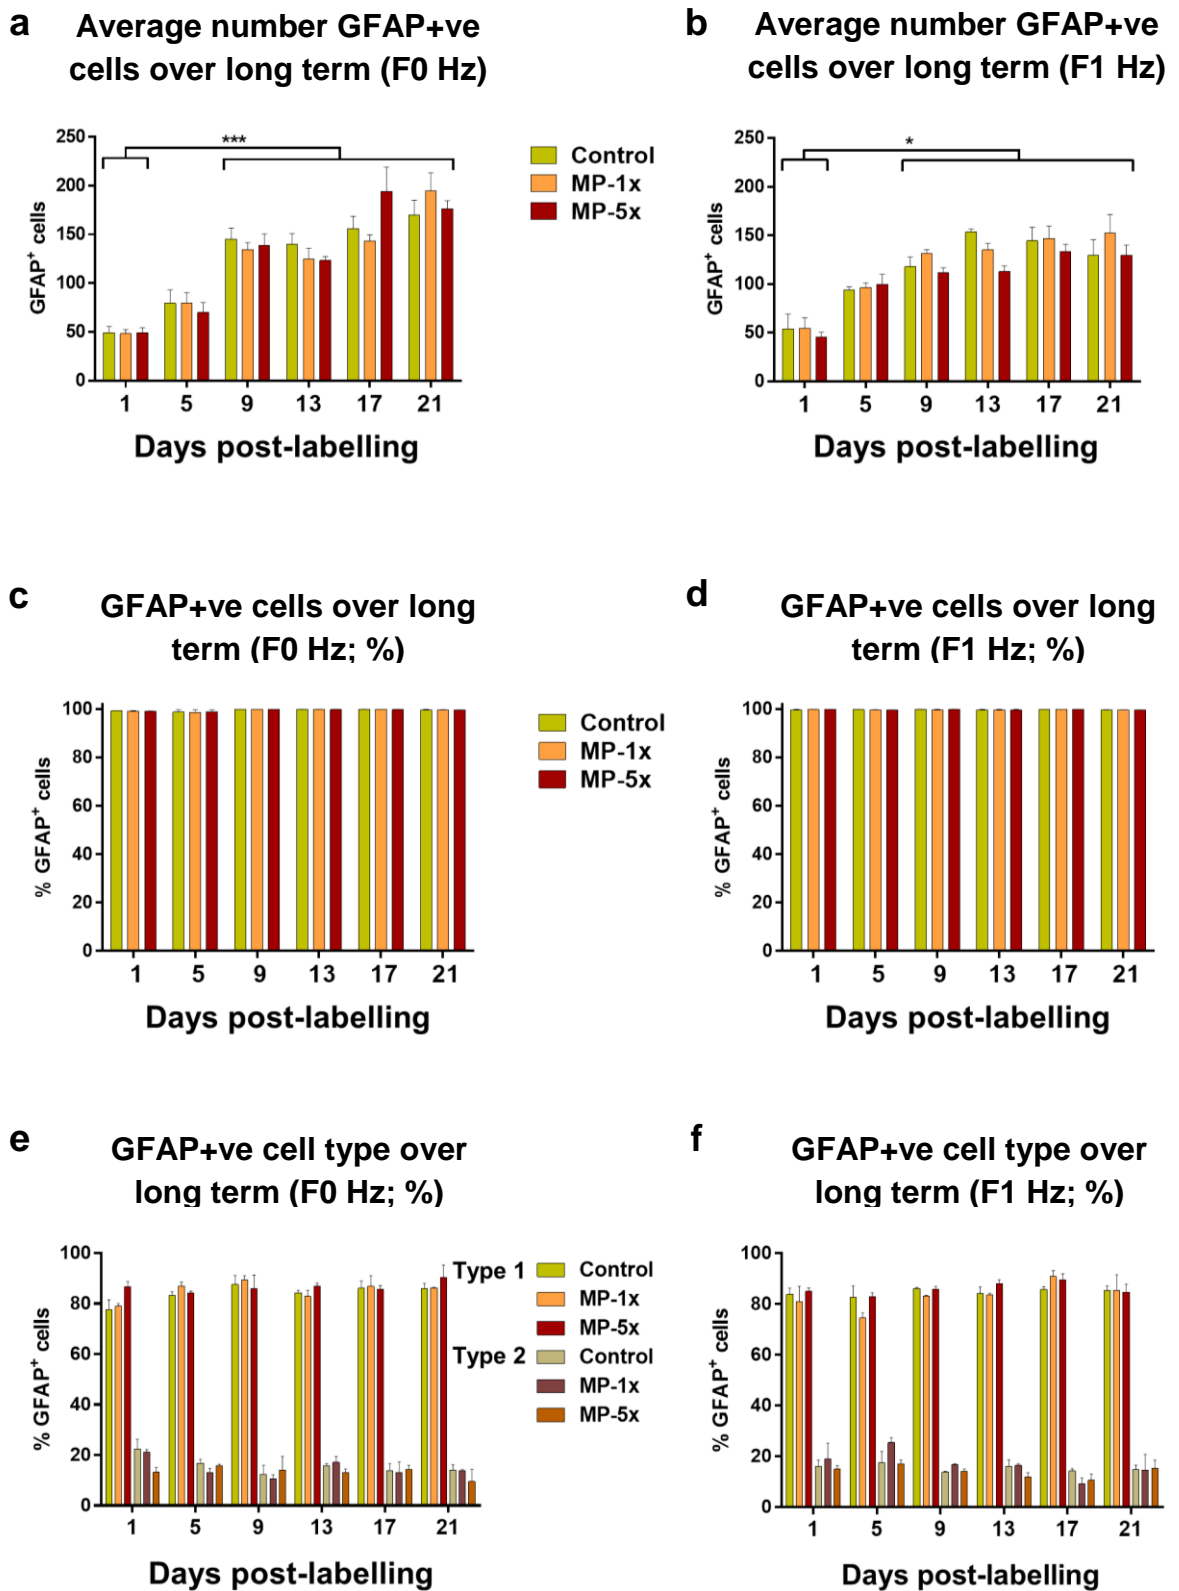 a
Average number GFAP+ve
cells over long term (F0 Hz)
250
200
150
100
50
0
GFAP+ cells
***
1 5 9 13 17 21
Days post-labelling
Control
MP-1x
MP-5x
b
Average number GFAP+ve
cells over long term (F1 Hz)
250
200
150
100
50
0
GFAP+ cells
*
1 5 9 13 17 21
Days post-labelling
c
GFAP+ve cells over long
term (F0 Hz; %)
100
80
60
40
20
0
% GFAP+ cells
1 5 9 13 17 21
Days post-labelling
Control
MP-1x
MP-5x
d
GFAP+ve cells over long
term (F1 Hz; %)
100
80
60
40
20
0
% GFAP+ cells
1 5 9 13 17 21
Days post-labelling
e
GFAP+ve cell type over
long term (F0 Hz; %)
100
80
60
40
20
0
% GFAP+ cells
1 5 9 13 17 21
Days post-labelling
Type 1 Control
MP-1x
MP-5x
Type 2 Control
MP-1x
MP-5x
f
GFAP+ve cell type over
long term (F1 Hz; %)
100
80
60
40
20
0
% GFAP+ cells
1 5 9 13 17 21
Days post-labelling